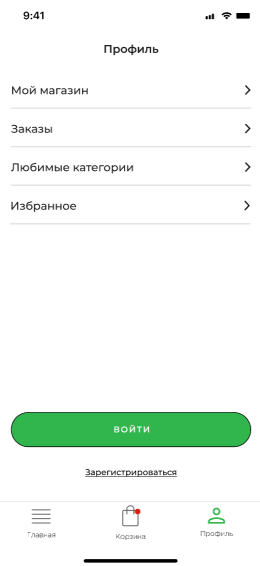 9:41
Профиль
Мой магазин
Заказы
Любимые категории
Избранное
ВОЙТИ
Зарегистрироваться
Главная
Корзина
Профиль